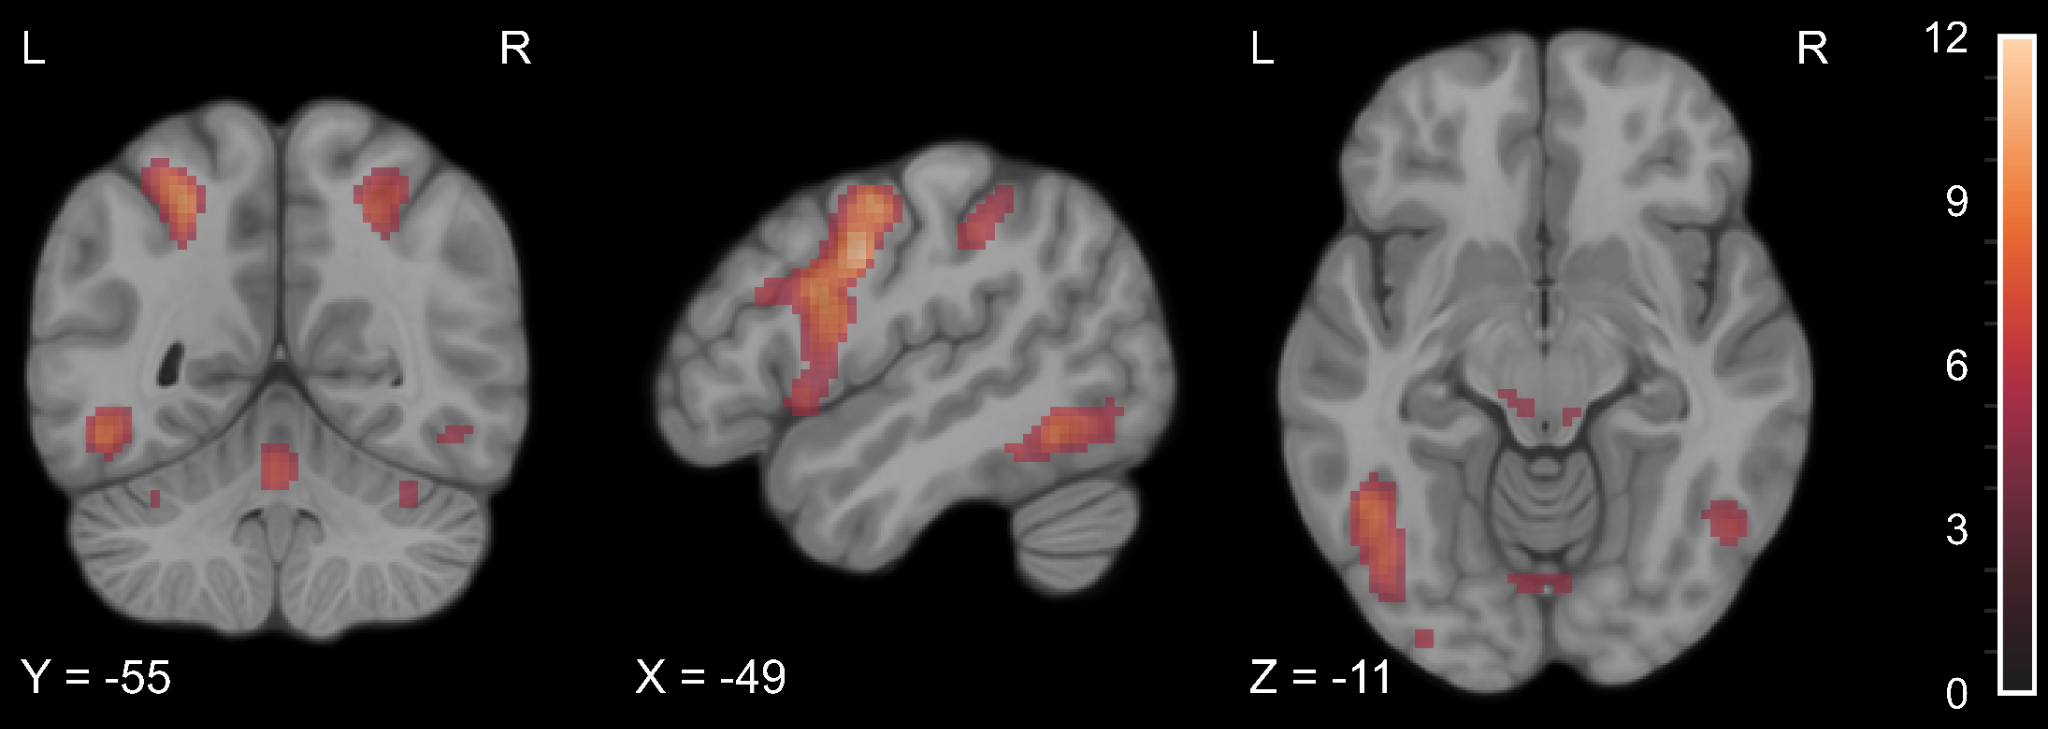 L R
L R
12
9
6
3
0
Y = -55
X = -49
Z = -11